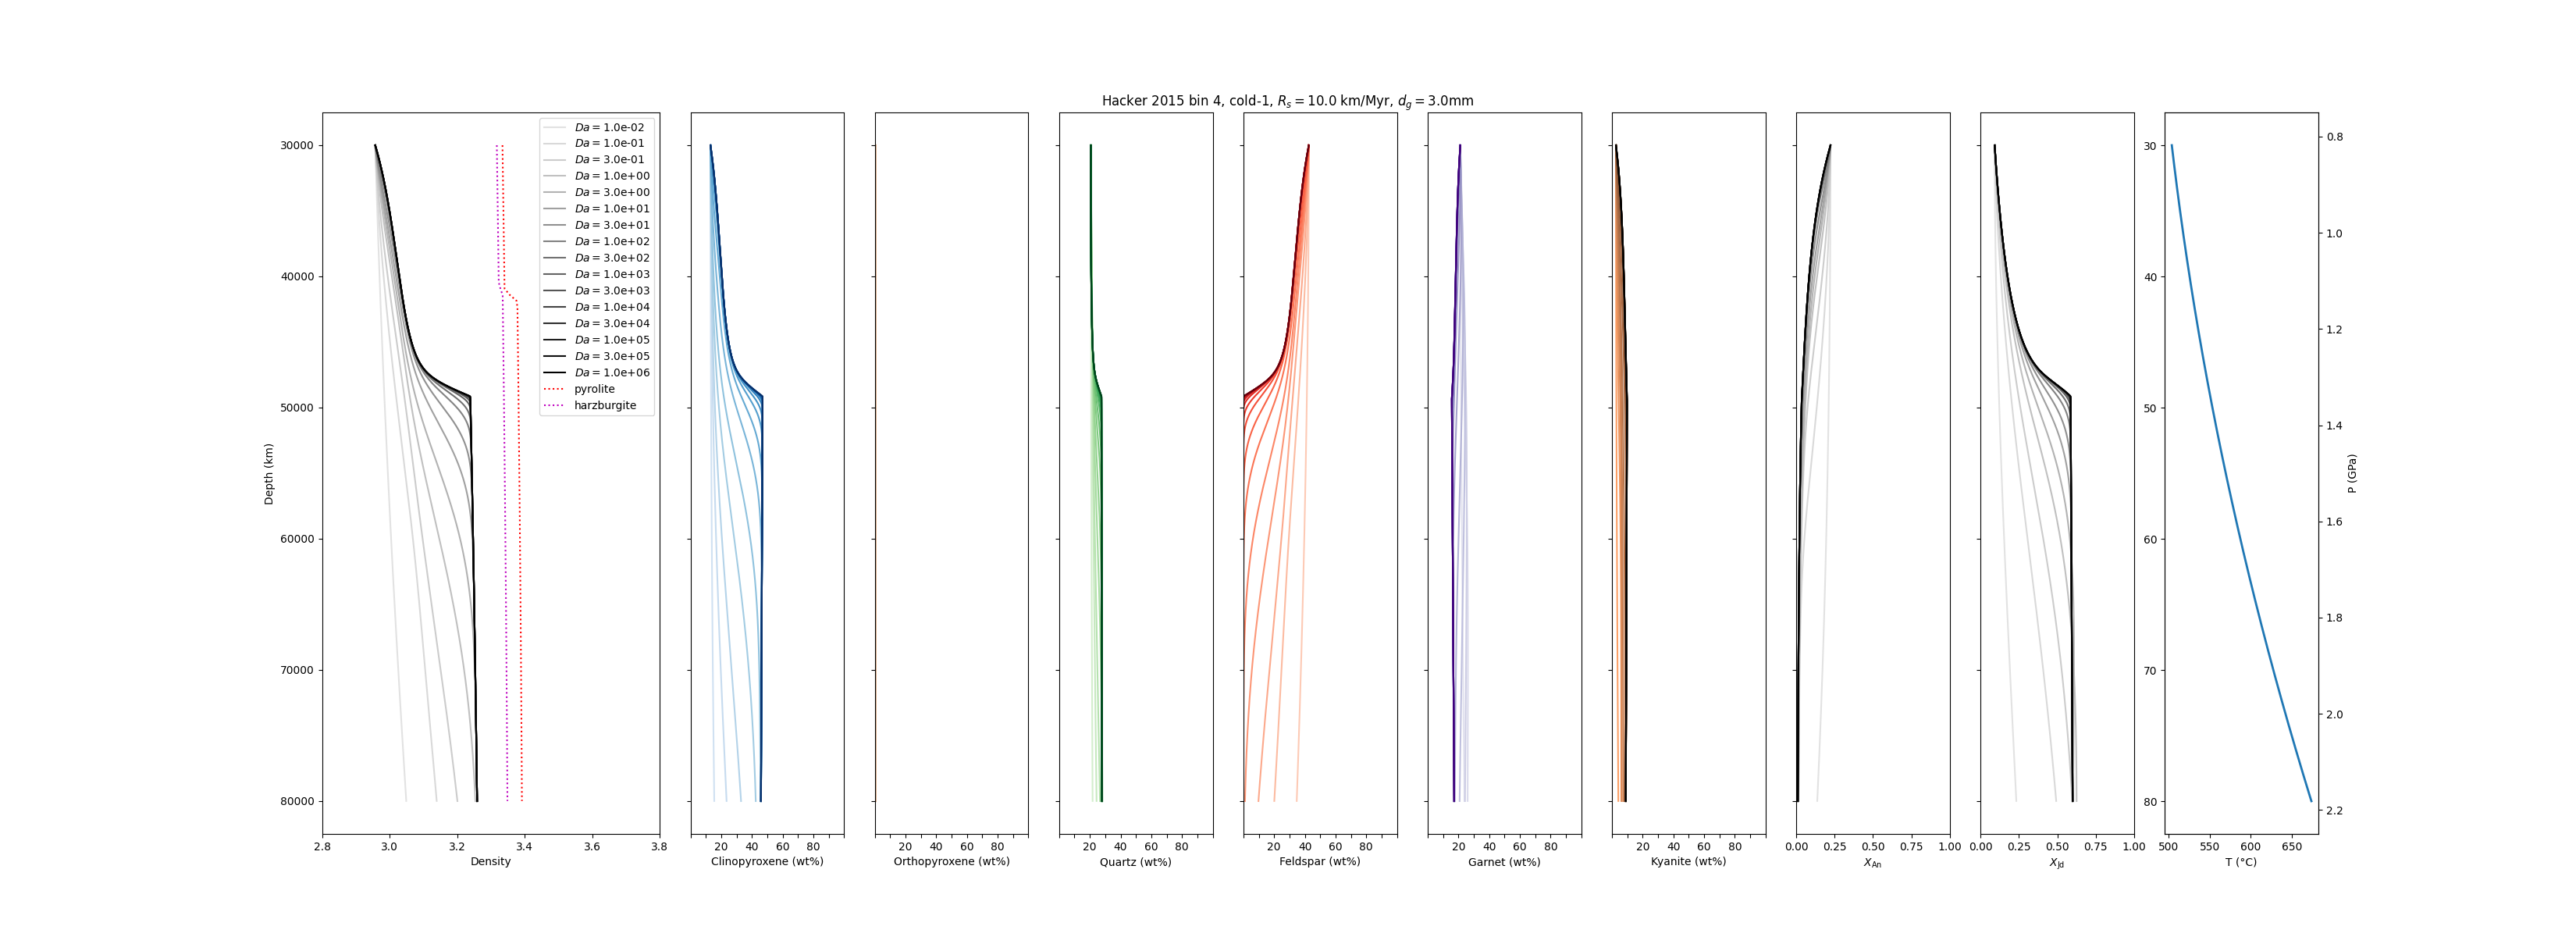 Hacker 2015 bin 4, cold-1, $R_s = 10.0$ km/Myr, $d_g = 3.0$mm
Da = 1.0e-02
Da = 1.0e-01
Da = 3.0e-01
Da = 1.0e+00
Da = 3.0e+00
Da = 1.0e+01
Da = 3.0e+01
Da = 1.0e+02
Da = 3.0e+02
Da = 1.0e+03
Da = 3.0e+03
Da = 1.0e+04
Da = 3.0e+04
Da = 1.0e+05
Da = 3.0e+05
Da = 1.0e+06
pyrolite
harzburgite
Depth (km)
30000
40000
50000
60000
70000
80000
2.8 3.0 3.2 3.4 3.6 3.8
Density
20 40 60 80
Clinopyroxene (wt%)
20 40 60 80
Orthopyroxene (wt%)
20 40 60 80
Quartz (wt%)
20 40 60 80
Feldspar (wt%)
20 40 60 80
Garnet (wt%)
20 40 60 80
Kyanite (wt%)
0.00 0.25 0.50 0.75 1.00
$X_{An}$
0.00 0.25 0.50 0.75 1.00
$X_{Jd}$
30
40
50
60
70
80
500 550 600 650
T (°C)
0.8
1.0
1.2
1.4
1.6
1.8
2.0
2.2
P (GPa)